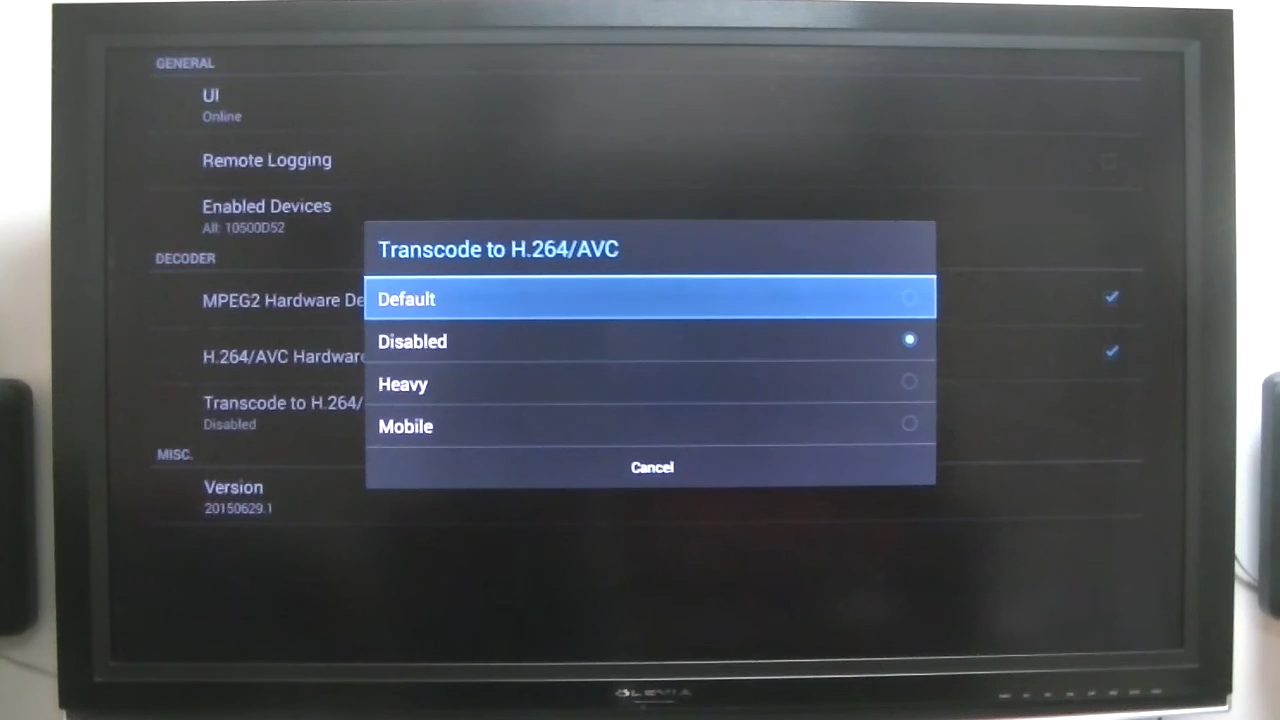 GENERAL
UI
Online
Remote Logging
Enabled Devices
All: 10500D52
DECODER
MPEG2 Hardware De
H.264/AVC Hardware
Transcode to H.264/
Disabled
MISC.
Version
20150629.1
Transcode to H.264/AVC
Default
Disabled
Heavy
Mobile
Cancel
OLEVIA